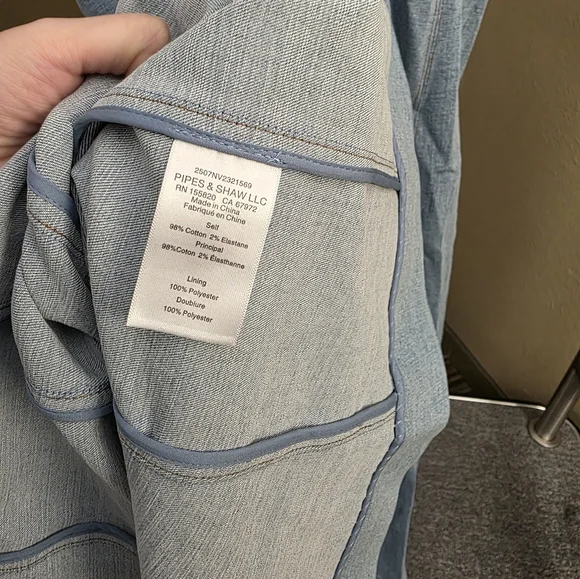 2507NV2321569
PIPES & SHAW LLC
RN 155820 CA 67972
Made in China
Fabriqué en Chine
Self
98% Cotton 2% Elastane
Principal
98%Coton 2% Élasthanne
Lining
100% Polyester
Doublure
100% Polyester